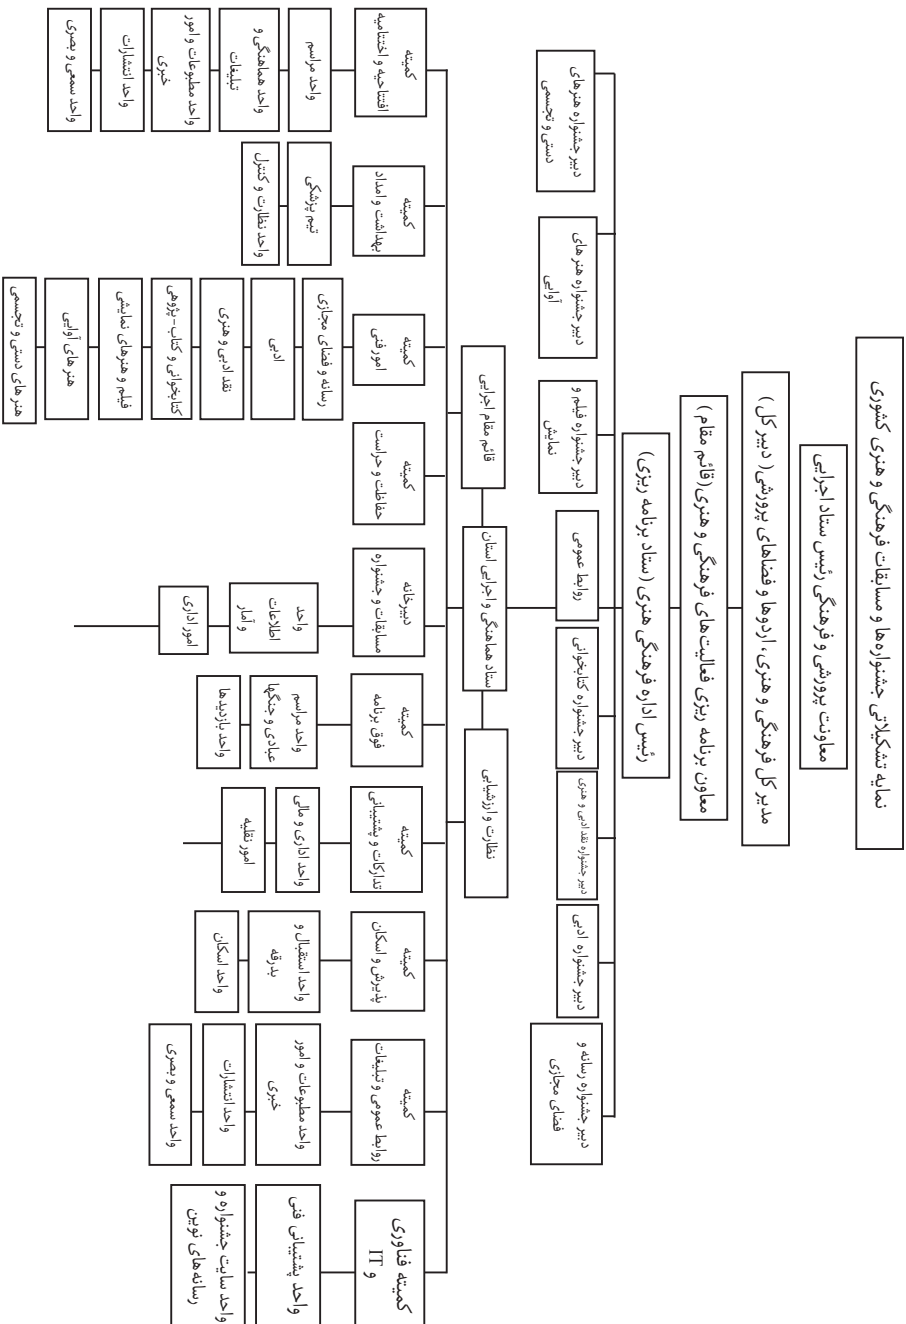 نمایه تشکیلاتی جشنواره‌ها و مسابقات فرهنگی و هنری کشوری
معاونت پرورشی و فرهنگی رئیس ستاد اجرایی
مدیر کل فرهنگی و هنری، اردوها و فضاهای پرورشی( دبیر کل )
معاون برنامه ریزی فعالیت‌های فرهنگی و هنری(قائم مقام )
رئیس اداره فرهنگی هنری (ستاد برنامه ریزی)
دبیر جشنواره رسانه و
فضای مجازی
دبیر جشنواره ادبی
دبیر جشنواره نقد ادبی و هنری
دبیر جشنواره کتابخوانی
روابط عمومی
دبیر جشنواره فیلم و
نمایش
دبیر جشنواره هنر های
آوایی
دبیر جشنواره هنرهای
دستی و تجسمی
نظارت و ارزشیابی
ستاد هماهنگی و اجرایی استان
قائم مقام اجرایی
کمیته فناوری
و IT
واحد پشتیبانی فنی
واحد سایت جشنواره و
رسانه‌های نوین
کمیته
روابط عمومی و تبلیغات
واحد مطبوعات و امور
خبری
واحد انتشارات
واحد سمعی و بصری
کمیته
پذیرش و اسکان
واحد استقبال و
بدرقه
واحد اسکان
کمیته
تدارکات و پشتیبانی
واحد اداری و مالی
امور نقلیه
کمیته
فوق برنامه
واحد مراسم
عبادی و جنگها
واحد بازدید ها
دبیرخانه
مسابقات و جشنواره
واحد
اطلاعات
و آمار
امور اداری
کمیته
حفاظت و حراست
کمیته
امور فنی
رسانه و فضای مجازی
ادبی
نقد ادبی و هنری
کتابخوانی و کتاب-پژوهی
فیلم و هنرهای نمایشی
هنر های آوایی
هنر های دستی و تجسمی
کمیته
بهداشت و امداد
تیم پزشکی
واحد نظارت و کنترل
کمیته
افتتاحیه و اختتامیه
واحد مراسم
واحد هماهنگی و
تبلیغات
واحد مطبوعات و امور
خبری
واحد انتشارات
واحد سمعی و بصری